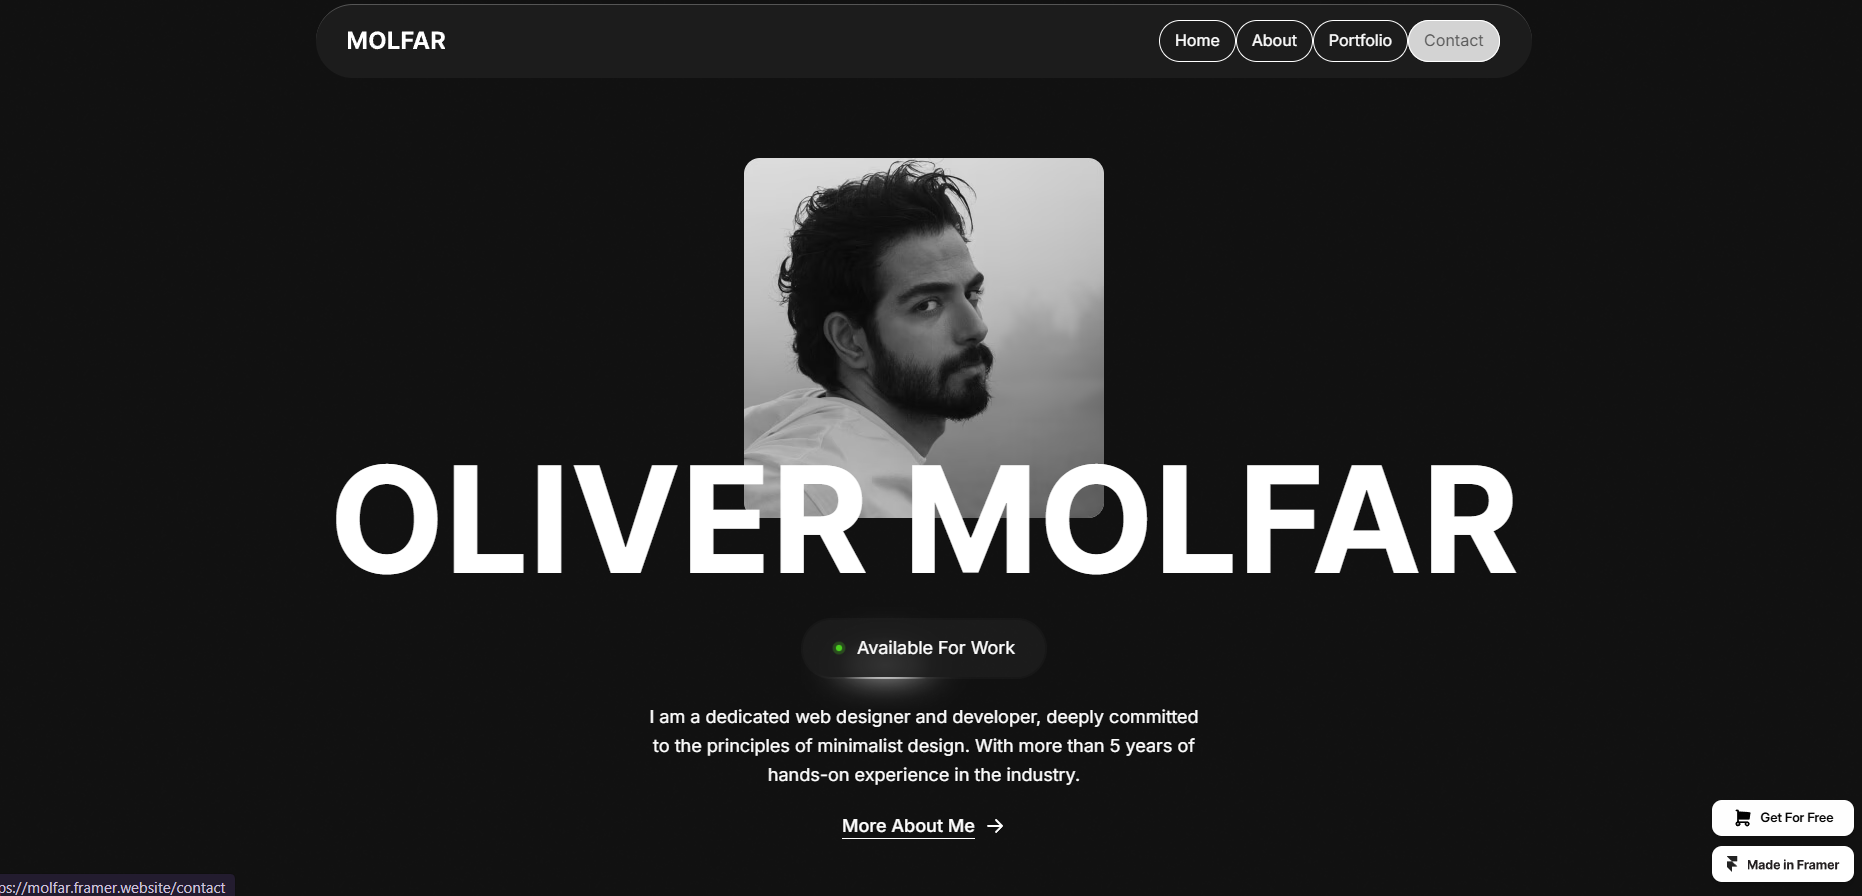 MOLFAR
Home
About
Portfolio
Contact
OLIVER MOLFAR
Available For Work
I am a dedicated web designer and developer, deeply committed
to the principles of minimalist design. With more than 5 years of
hands-on experience in the industry.
More About Me →
Get For Free
Made in Framer
ps://molfar.framer.website/contact